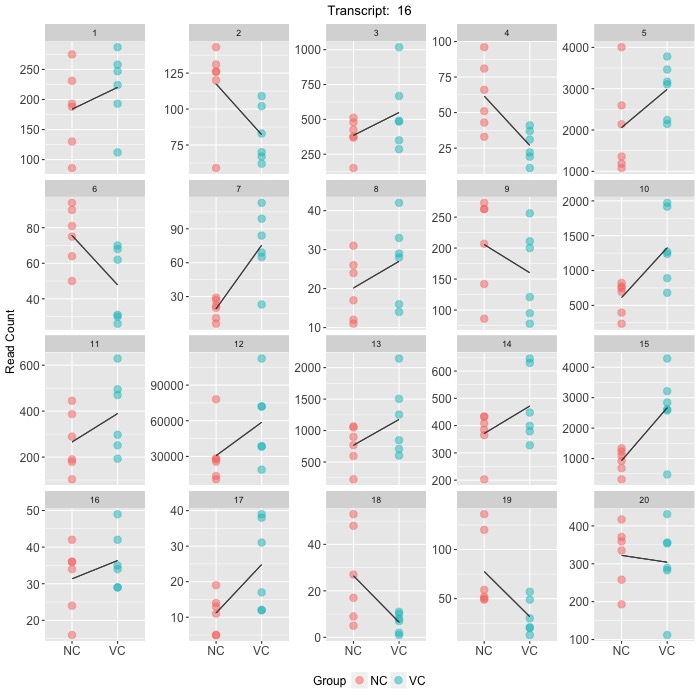 Transcript: 16
1 2 3 4 5
250 200 150 100
125 100 75
1000 750 500 250
100 75 50 25
4000 3000 2000 1000
6 7 8 9 10
80 60 40
90 60 30
40 30 20 10
250 200 150 100
2000 1500 1000 500
Read Count
11 12 13 14 15
600 400 200
90000 60000 30000
2000 1500 1000 500
600 500 400 300 200
4000 3000 2000 1000
16 17 18 19 20
50 40 30 20
40 30 20 10
40 20 0
100 50
400 300 200 100
NC VC NC VC NC VC NC VC NC VC
Group NC VC